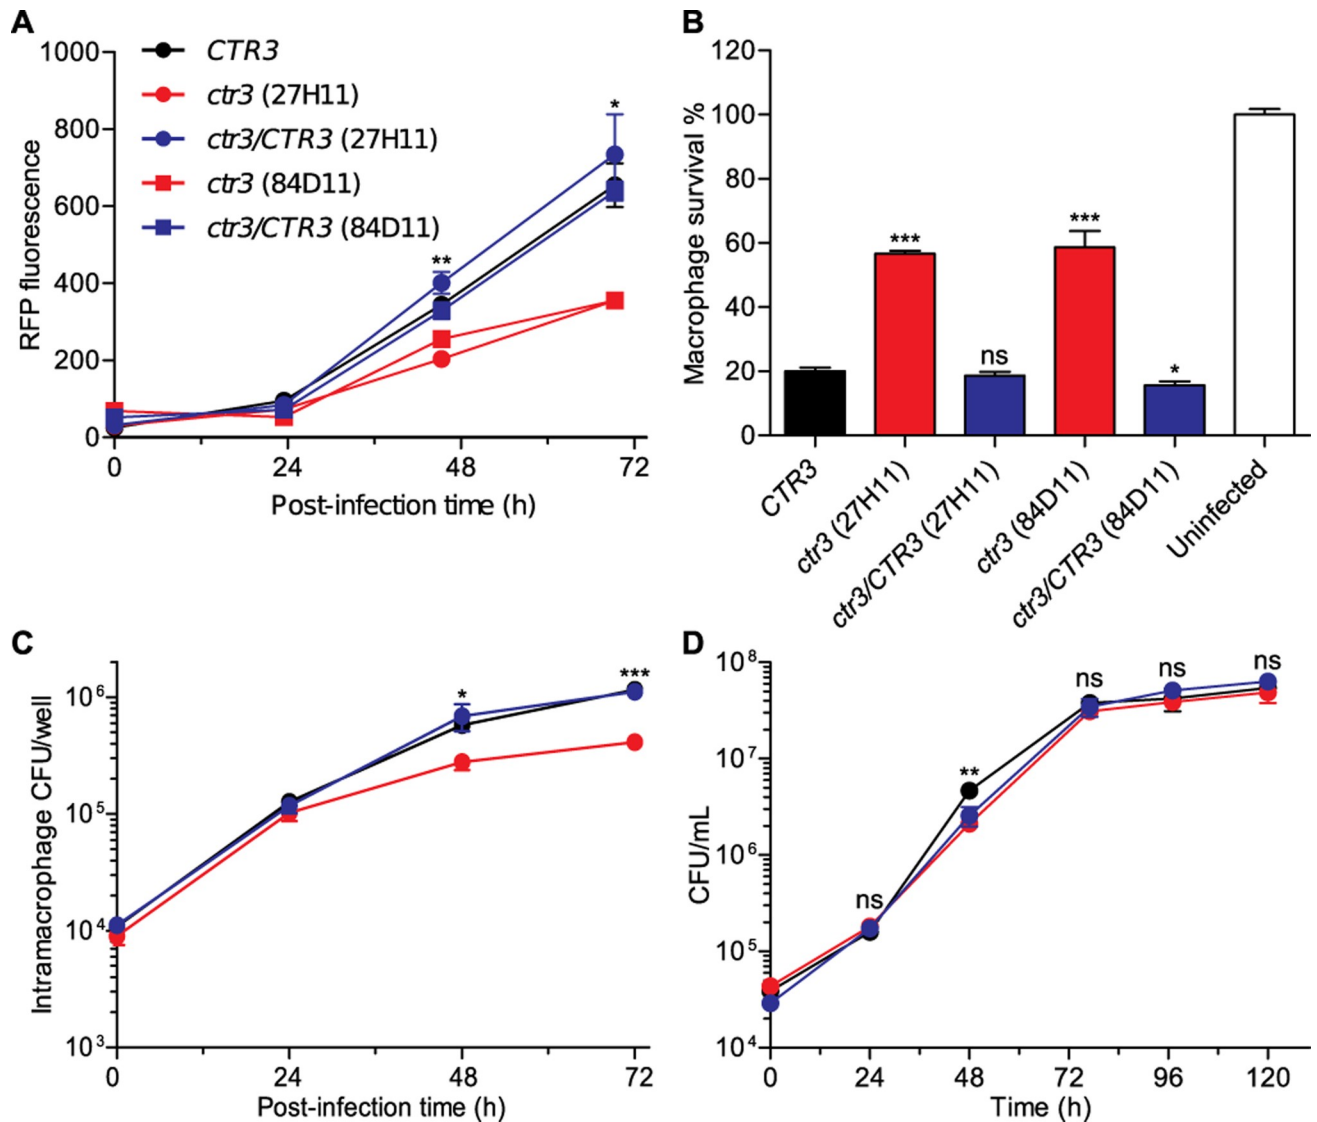 A
1000
800
600
400
200
0
RFP fluorescence
CTR3
ctr3 (27H11)
ctr3/CTR3 (27H11)
ctr3 (84D11)
ctr3/CTR3 (84D11)
**
*
0 24 48 72
Post-infection time (h)
B
120
100
80
60
40
20
0
Macrophage survival %
***
ns
***
*
CTR3
ctr3 (27H11)
ctr3/CTR3 (27H11)
ctr3 (84D11)
ctr3/CTR3 (84D11)
Uninfected
C
10⁶
10⁵
10⁴
10³
Intramacrophage CFU/well
*
***
0 24 48 72
Post-infection time (h)
D
10⁸
10⁷
10⁶
10⁵
10⁴
CFU/mL
ns
**
ns
ns
ns
0 24 48 72 96 120
Time (h)